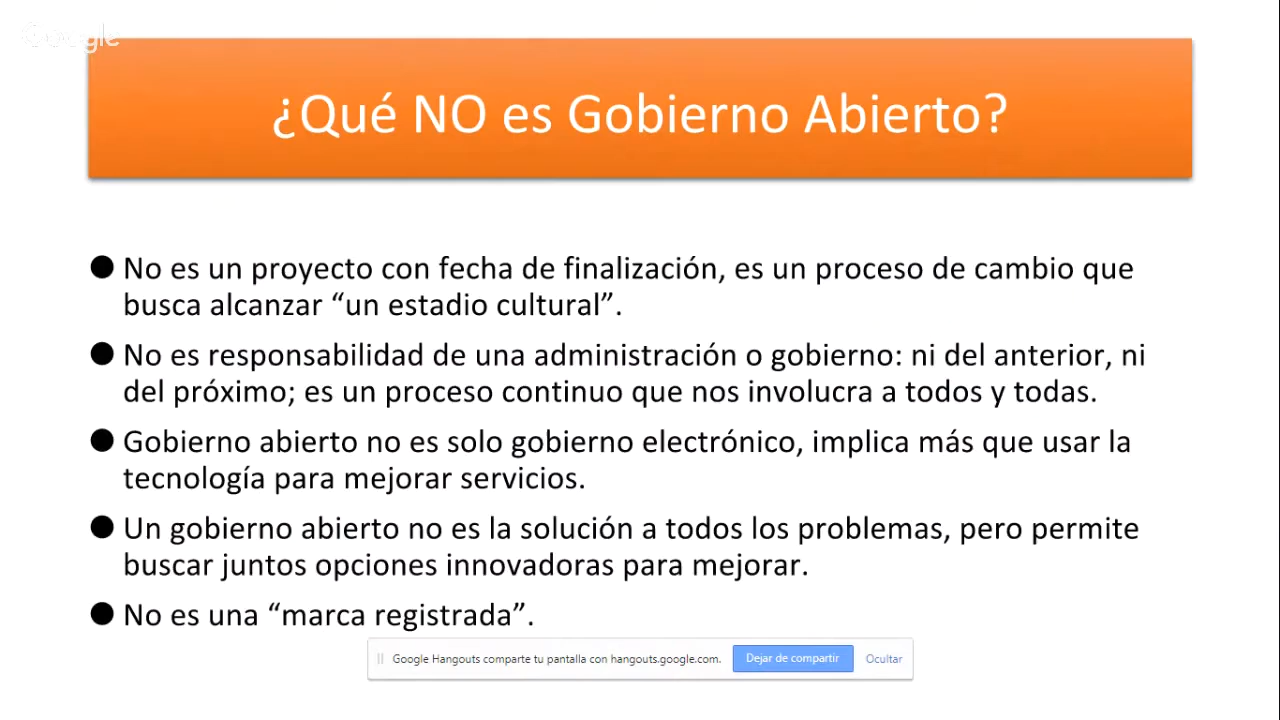 Google
¿Qué NO es Gobierno Abierto?
● No es un proyecto con fecha de finalización, es un proceso de cambio que
busca alcanzar “un estadio cultural”.
● No es responsabilidad de una administración o gobierno: ni del anterior, ni
del próximo; es un proceso continuo que nos involucra a todos y todas.
● Gobierno abierto no es solo gobierno electrónico, implica más que usar la
tecnología para mejorar servicios.
● Un gobierno abierto no es la solución a todos los problemas, pero permite
buscar juntos opciones innovadoras para mejorar.
● No es una “marca registrada”.
Google Hangouts comparte tu pantalla con hangouts.google.com. Dejar de compartir Ocultar